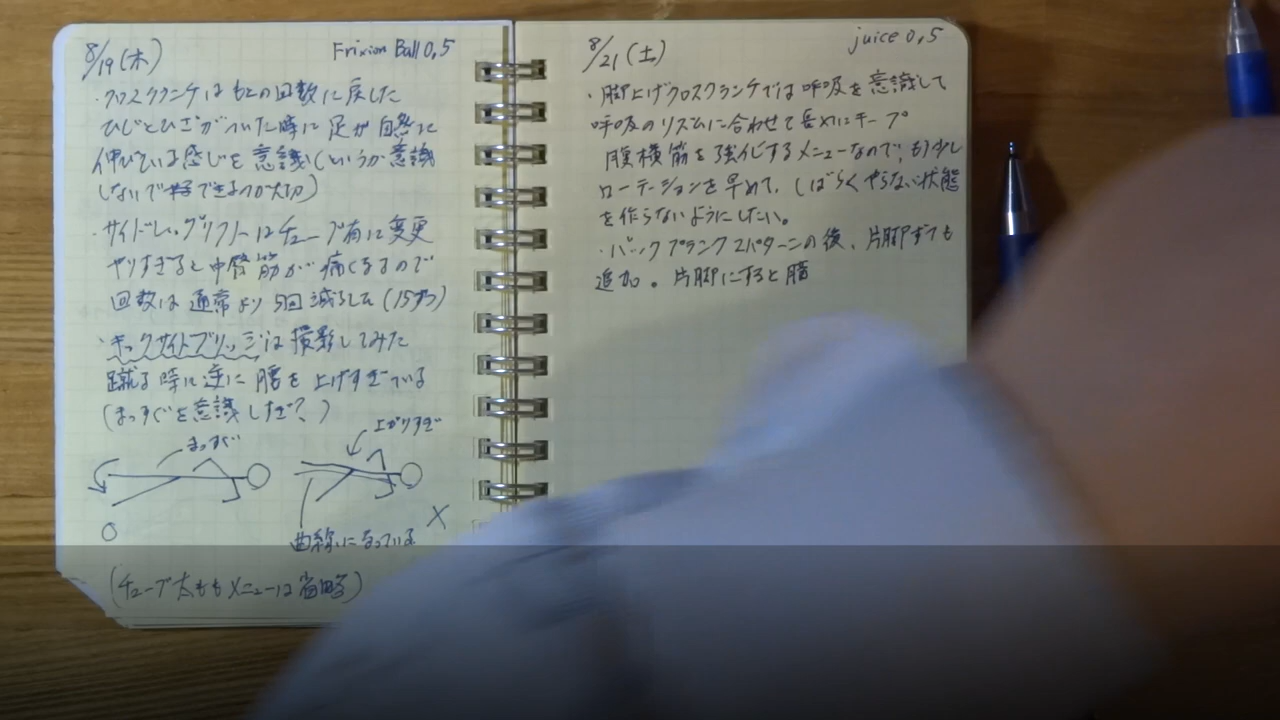 8/19(木)
Frixion Ball 0,5
・クロスクランチはもとの回数に戻した
ひじとひざがついた時に足が自然に
伸びている感じを意識(というか意識
しないでできるのが大切)
・サイドレッグリフトはチューブ有に変更
やりすぎると中臀筋が痛くなるので
回数は通常より5回減らした(15ずつ)
・キックサイドブリッジは撮影してみた
蹴る時に逆に腰を上げすぎている
(まっすぐを意識しすぎ?)
まっすぐ
上がりすぎ
○
×
曲線になっている
(チューブ太ももメニューは省略)
8/21(土)
juice 0,5
・脚上げクロスクランチでは呼吸を意識して
呼吸のリズムに合わせて長めにキープ
腹横筋を強化するメニューなので、もう少し
ローテーションを早めて、しばらくやらない状態
を作らないようにしたい。
・バックプランク2パターンの後、片脚ずつも
追加。片脚にすると臑